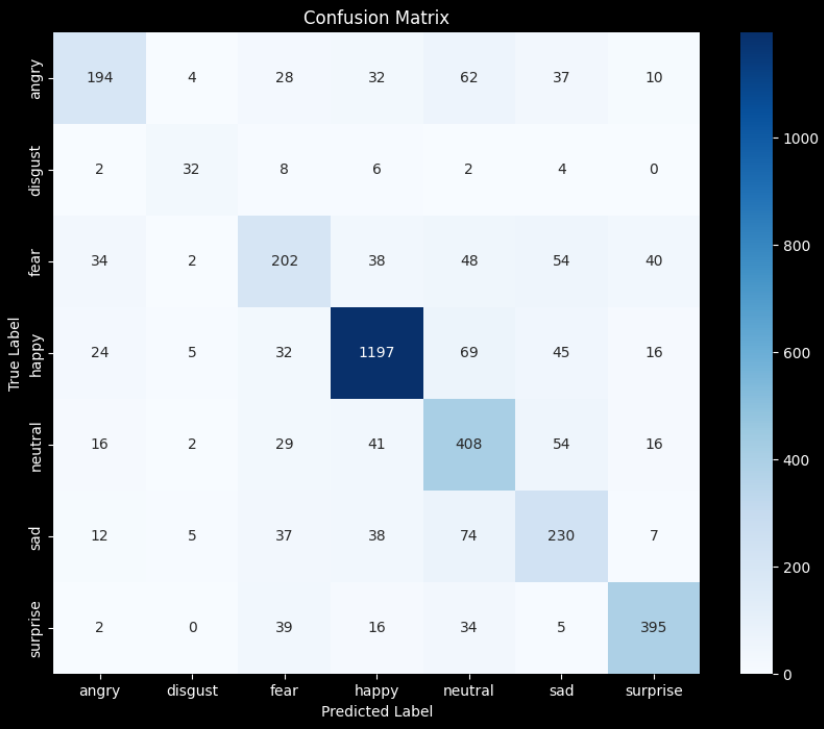 Confusion Matrix
angry 194 4 28 32 62 37 10
disgust 2 32 8 6 2 4 0
fear 34 2 202 38 48 54 40
happy 24 5 32 1197 69 45 16
neutral 16 2 29 41 408 54 16
sad 12 5 37 38 74 230 7
surprise 2 0 39 16 34 5 395
angry disgust fear happy neutral sad surprise
Predicted Label
True Label
1000
800
600
400
200
0